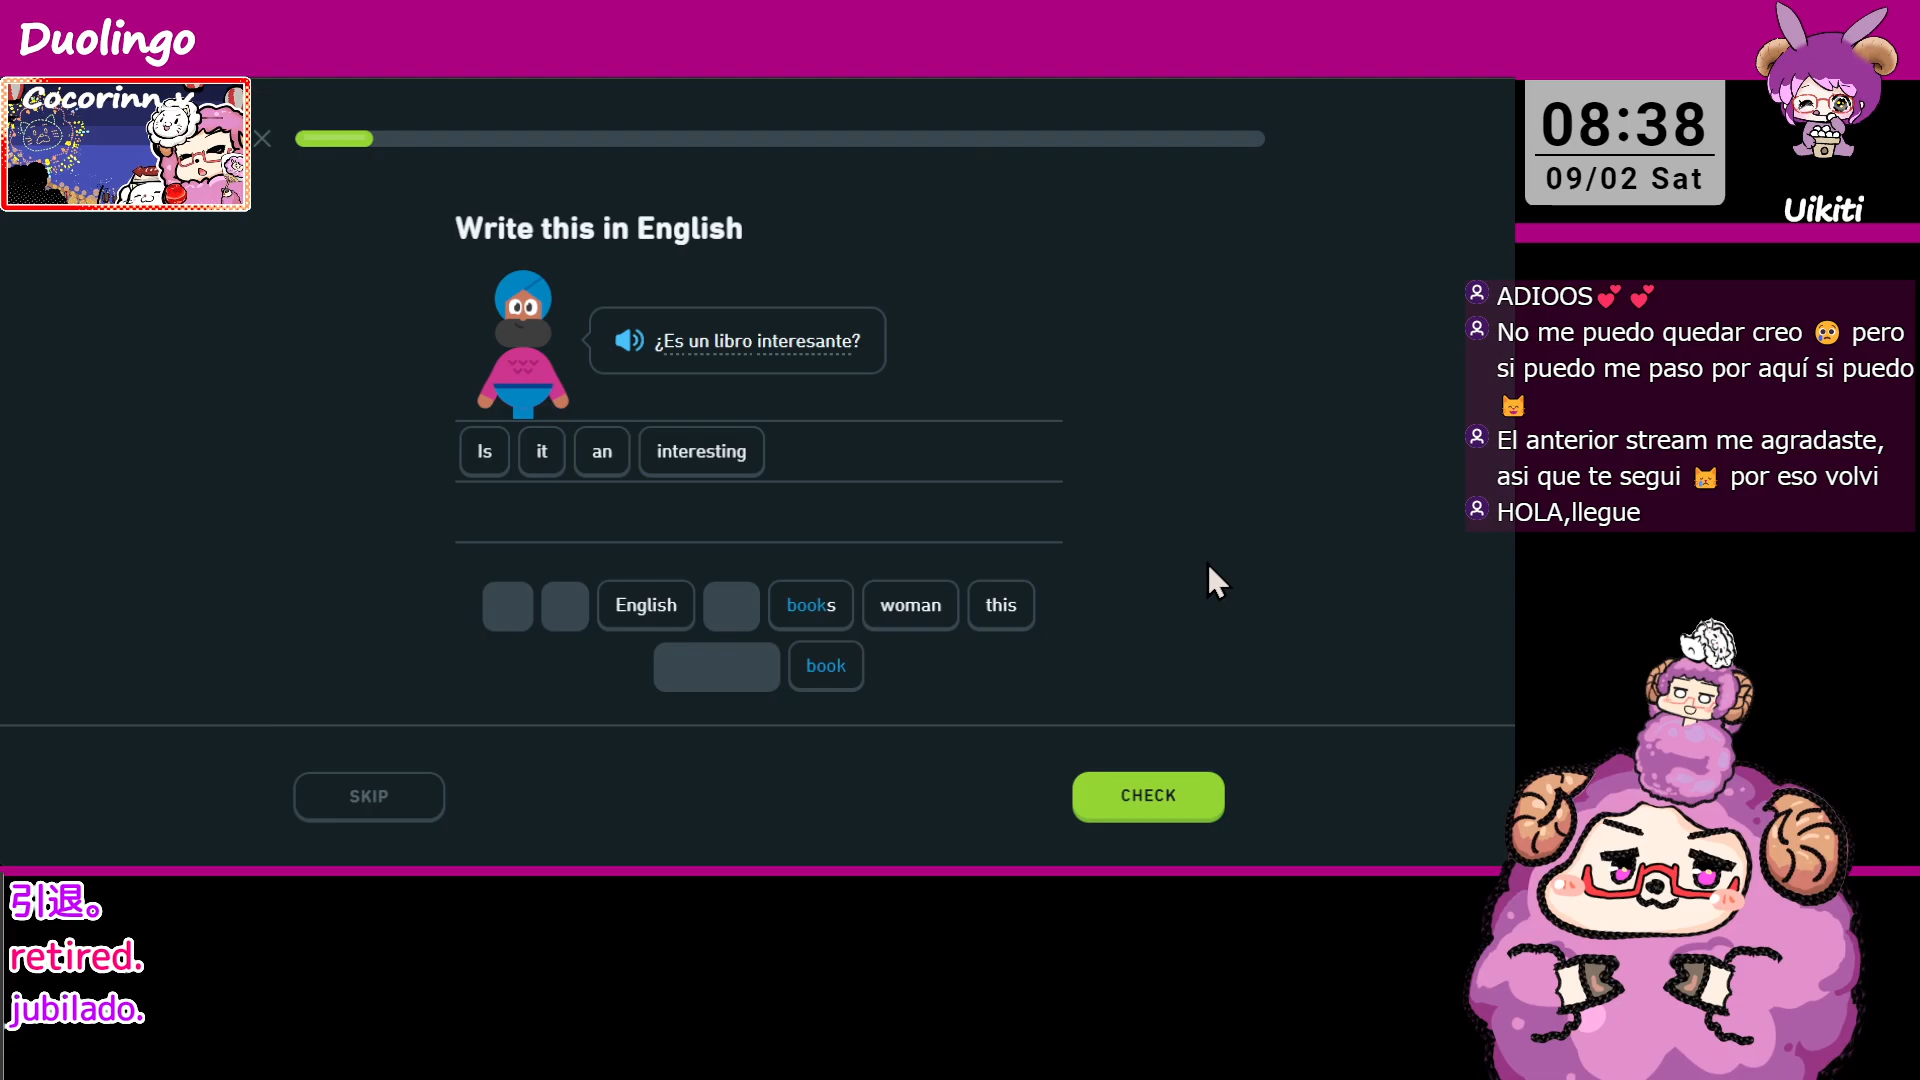 Duolingo
Cocorinn
08:38
09/02 Sat
Uikiti
Write this in English
¿Es un libro interesante?
Is it an interesting
English books woman this
book
SKIP
CHECK
ADIOOS💕 💕
No me puedo quedar creo 😢 pero
si puedo me paso por aquí si puedo
😸
El anterior stream me agradaste,
asi que te segui 😿 por eso volvi
HOLA,llegue
引退。
retired.
jubilado.